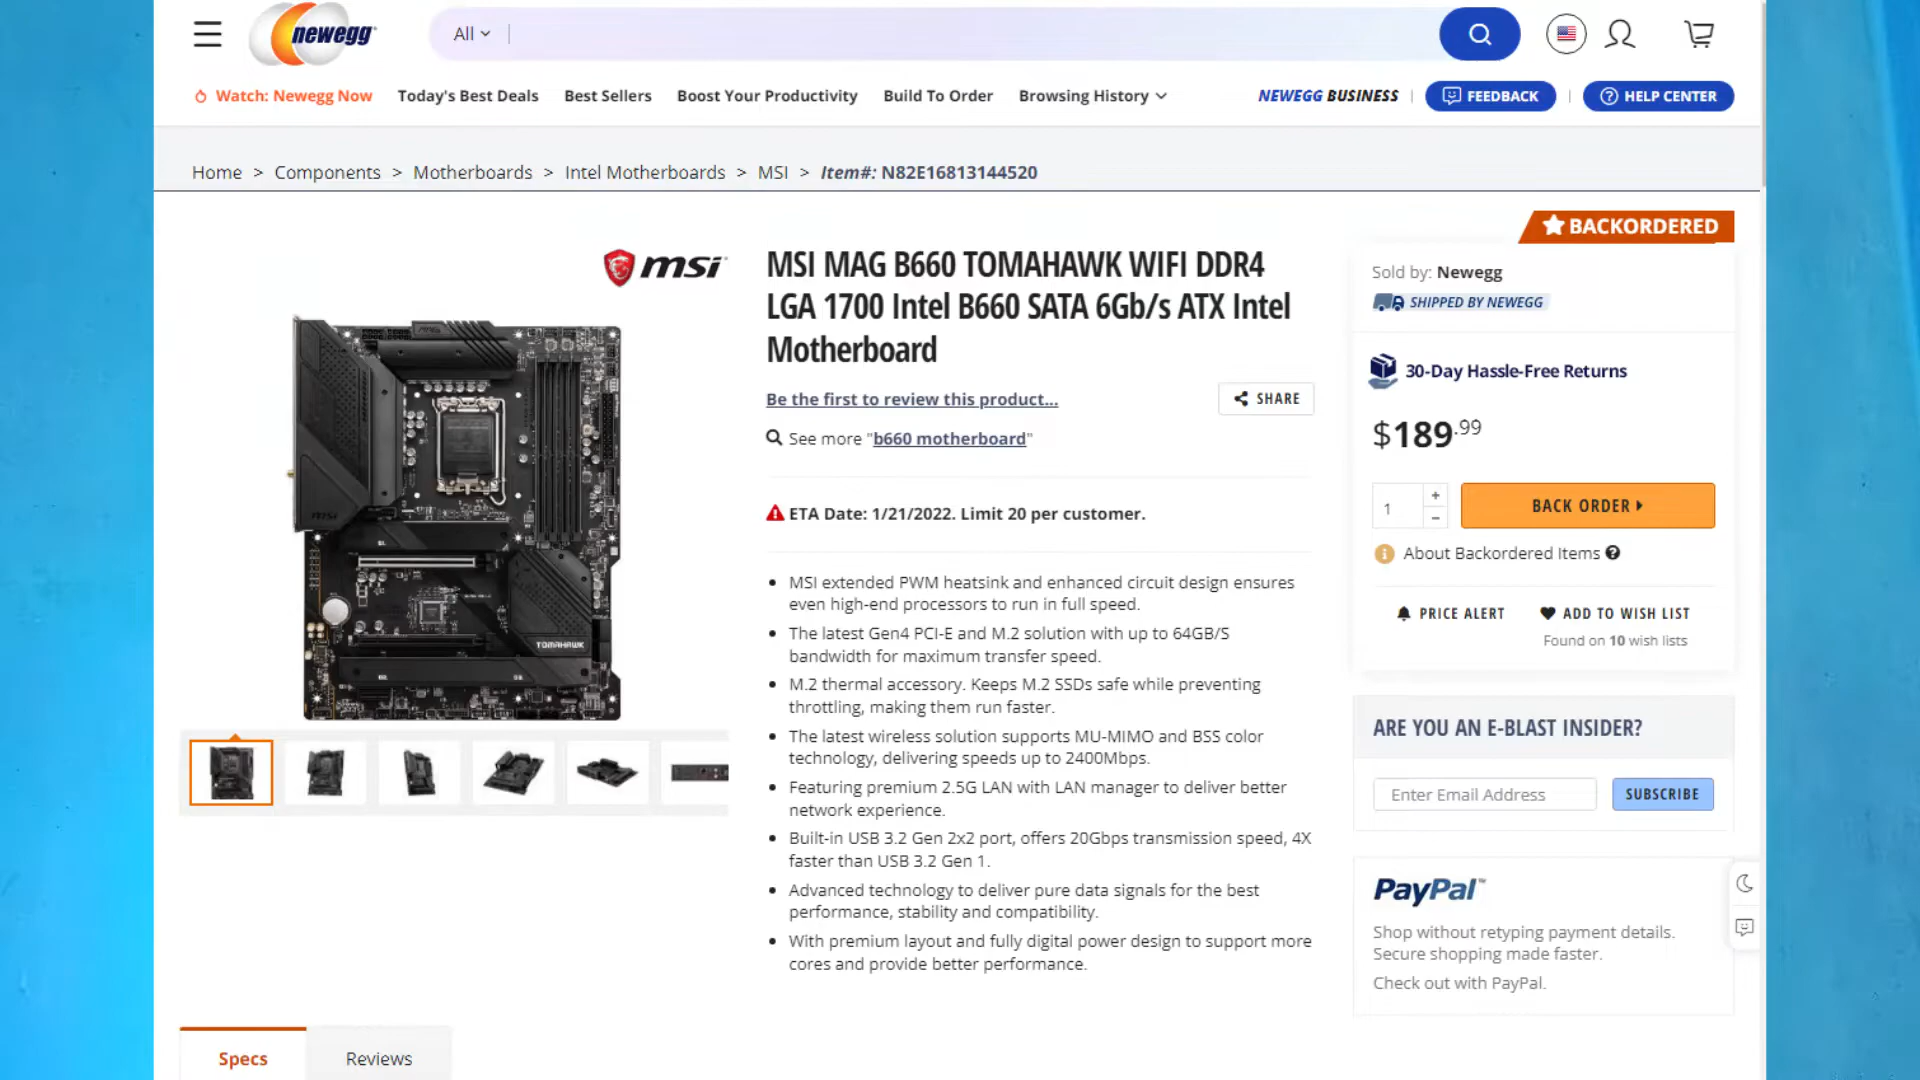 newegg
All
Watch: Newegg Now
Today's Best Deals
Best Sellers
Boost Your Productivity
Build To Order
Browsing History
NEWEGG BUSINESS
FEEDBACK
HELP CENTER
Home > Components > Motherboards > Intel Motherboards > MSI > Item#: N82E16813144520
BACKORDERED
msi
MSI MAG B660 TOMAHAWK WIFI DDR4
LGA 1700 Intel B660 SATA 6Gb/s ATX Intel
Motherboard
Be the first to review this product...
SHARE
See more "b660 motherboard"
ETA Date: 1/21/2022. Limit 20 per customer.
MSI extended PWM heatsink and enhanced circuit design ensures
even high-end processors to run in full speed.
The latest Gen4 PCI-E and M.2 solution with up to 64GB/S
bandwidth for maximum transfer speed.
M.2 thermal accessory. Keeps M.2 SSDs safe while preventing
throttling, making them run faster.
The latest wireless solution supports MU-MIMO and BSS color
technology, delivering speeds up to 2400Mbps.
Featuring premium 2.5G LAN with LAN manager to deliver better
network experience.
Built-in USB 3.2 Gen 2x2 port, offers 20Gbps transmission speed, 4X
faster than USB 3.2 Gen 1.
Advanced technology to deliver pure data signals for the best
performance, stability and compatibility.
With premium layout and fully digital power design to support more
cores and provide better performance.
msi
TOMAHAWK
Sold by: Newegg
SHIPPED BY NEWEGG
30-Day Hassle-Free Returns
$189.99
1
+
−
BACK ORDER
About Backordered Items
PRICE ALERT
ADD TO WISH LIST
Found on 10 wish lists
ARE YOU AN E-BLAST INSIDER?
Enter Email Address
SUBSCRIBE
PayPal™
Shop without retyping payment details.
Secure shopping made faster.
Check out with PayPal.
Specs
Reviews